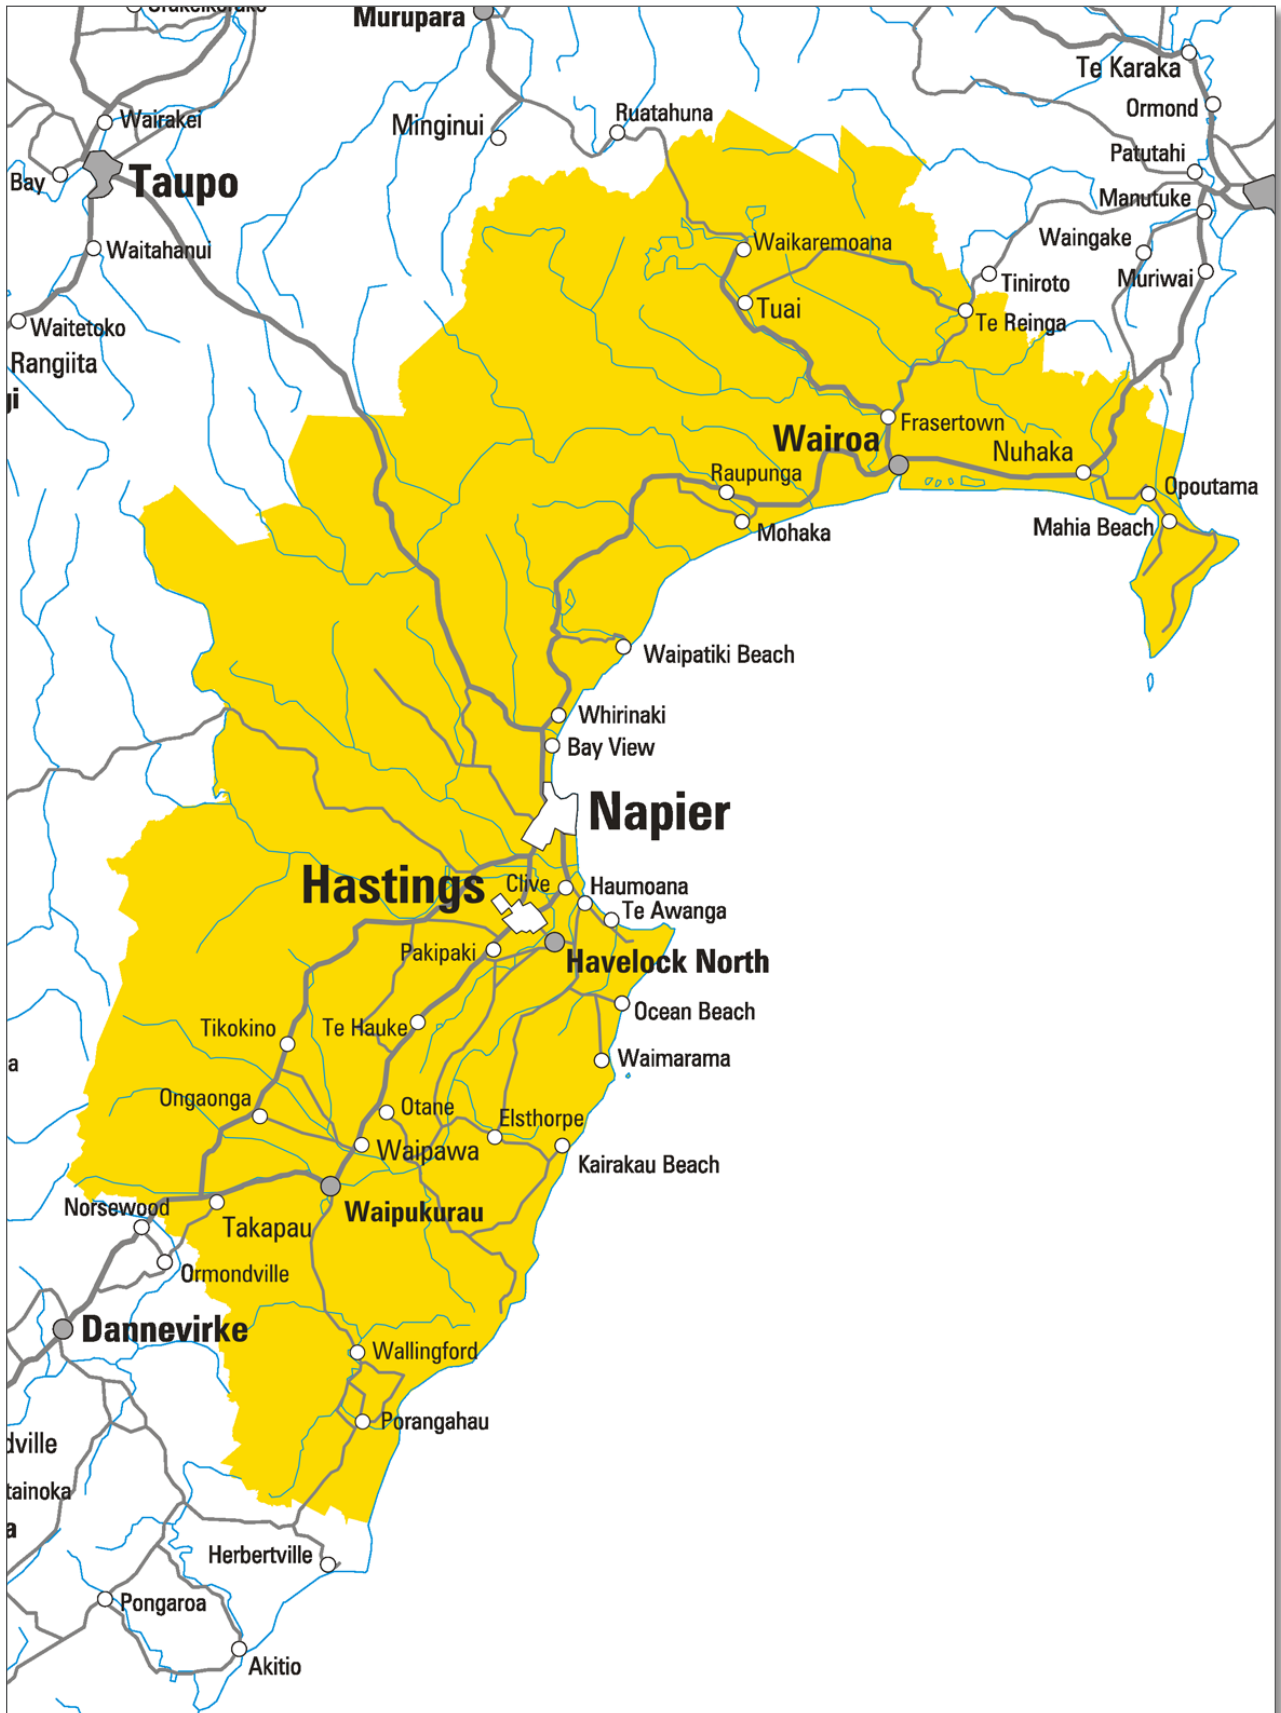 Murupara
Te Karaka
Ormond
Ruatahuna
Wairakei
Minginui
Patutahi
Bay
Taupo
Manutuke
Waikaremoana
Waingake
Waitahanui
Tiniroto
Muriwai
Tuai
Waitetoko
Te Reinga
Rangiita
gi
Frasertown
Wairoa
Nuhaka
Raupunga
Opoutama
Mohaka
Mahia Beach
Waipatiki Beach
Whirinaki
Bay View
Napier
Hastings
Clive
Haumoana
Te Awanga
Pakipaki
Havelock North
Ocean Beach
Tikokino
Te Hauke
Waimarama
a
Ongaonga
Otane
Elsthorpe
Waipawa
Kairakau Beach
Norsewood
Waipukurau
Takapau
Ormondville
Dannevirke
Wallingford
Porangahau
dville
tainoka
a
Herbertville
Pongaroa
Akitio